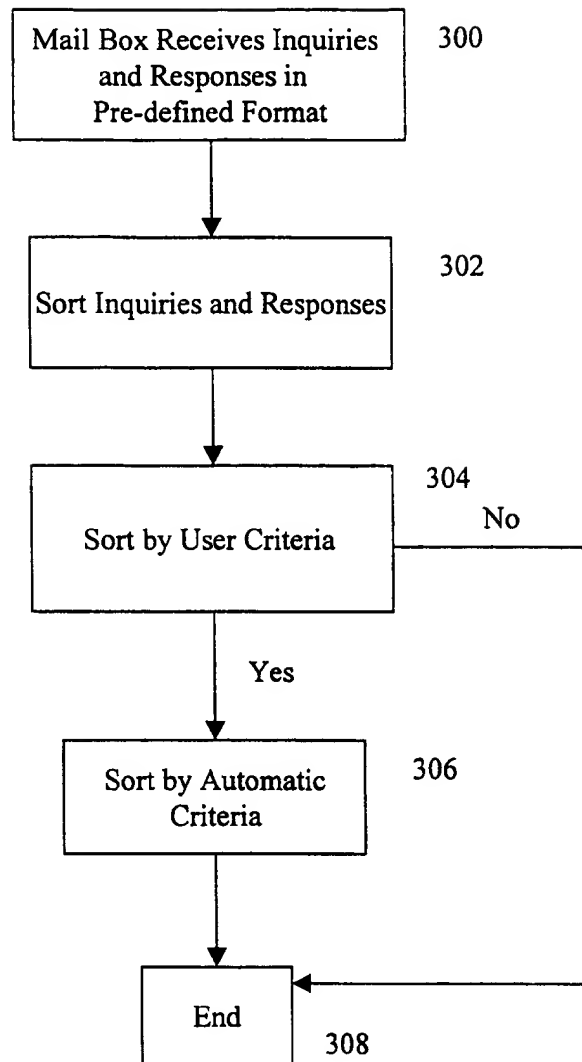 Mail Box Receives Inquiries
and Responses in
Pre-defined Format
300
Sort Inquiries and Responses
302
Sort by User Criteria
304
No
Yes
Sort by Automatic
Criteria
306
End
308